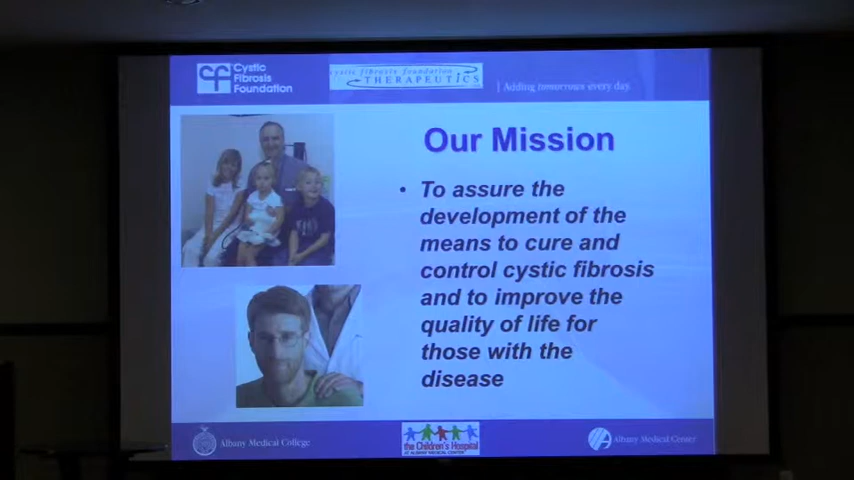 Cystic
Fibrosis
Foundation
cystic fibrosis foundation
THERAPEUTICS
Adding tomorrows every day.
Our Mission
• To assure the
development of the
means to cure and
control cystic fibrosis
and to improve the
quality of life for
those with the
disease
Albany Medical College
the Children's Hospital
AT ALBANY MEDICAL CENTER
Albany Medical Center